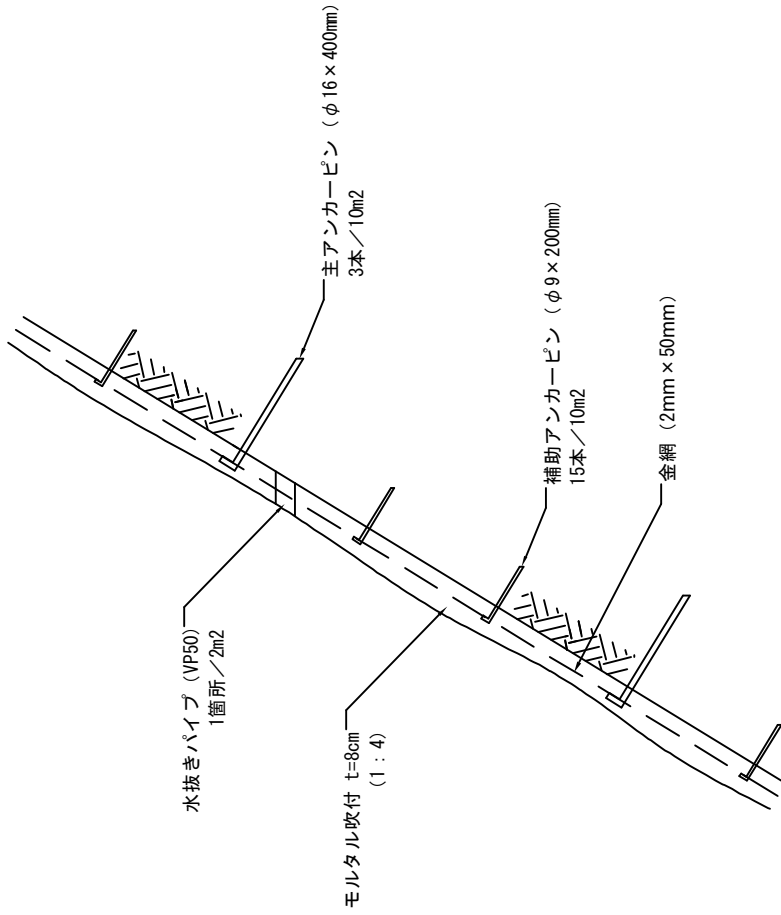 水抜きパイプ (VP50)
1箇所／2m2
モルタル吹付 t=8cm
(1：4)
主アンカーピン (φ16×400mm)
3本／10m2
補助アンカーピン (φ9×200mm)
15本／10m2
金網 (2mm×50mm)